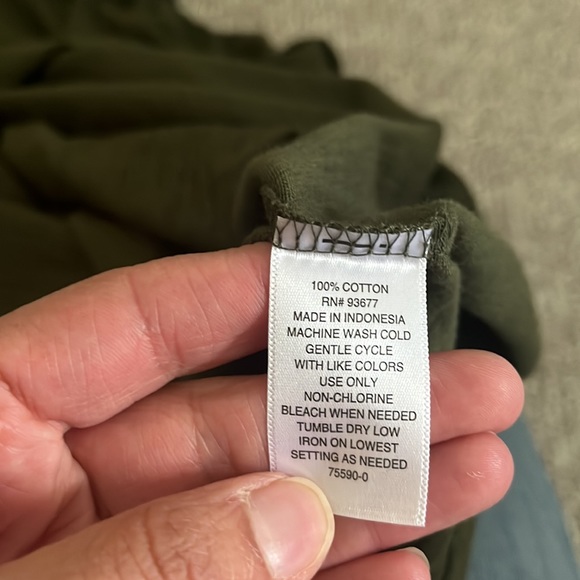 100% COTTON
RN# 93677
MADE IN INDONESIA
MACHINE WASH COLD
GENTLE CYCLE
WITH LIKE COLORS
USE ONLY
NON-CHLORINE
BLEACH WHEN NEEDED
TUMBLE DRY LOW
IRON ON LOWEST
SETTING AS NEEDED
75590-0